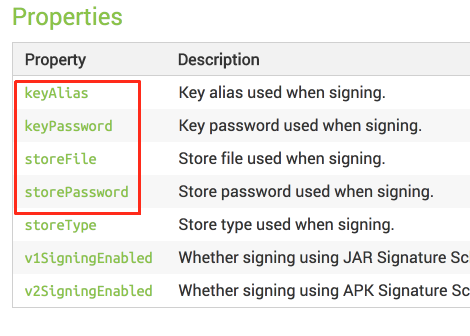 Properties
Property Description
keyAlias Key alias used when signing.
keyPassword Key password used when signing.
storeFile Store file used when signing.
storePassword Store password used when signing.
storeType Store type used when signing.
v1SigningEnabled Whether signing using JAR Signature Sc
v2SigningEnabled Whether signing using APK Signature Sc